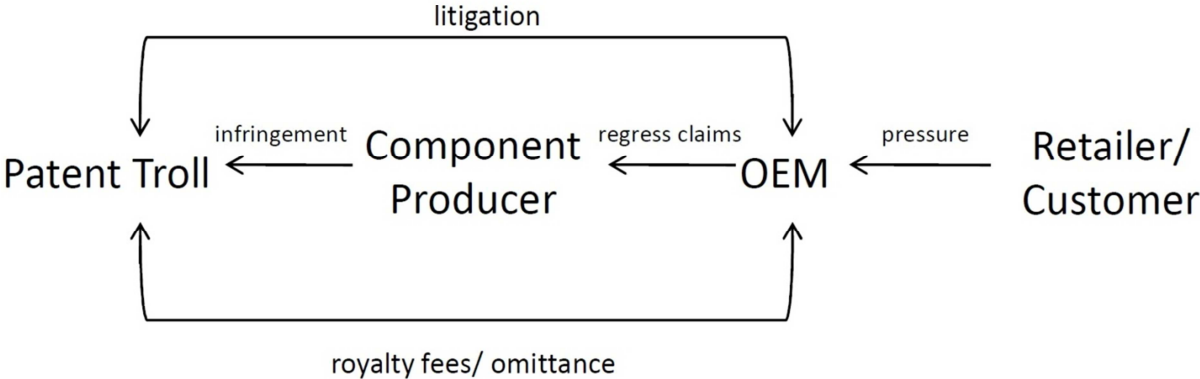 litigation
infringement
regress claims
pressure
Patent Troll
Component
Producer
OEM
Retailer/
Customer
royalty fees/ omittance